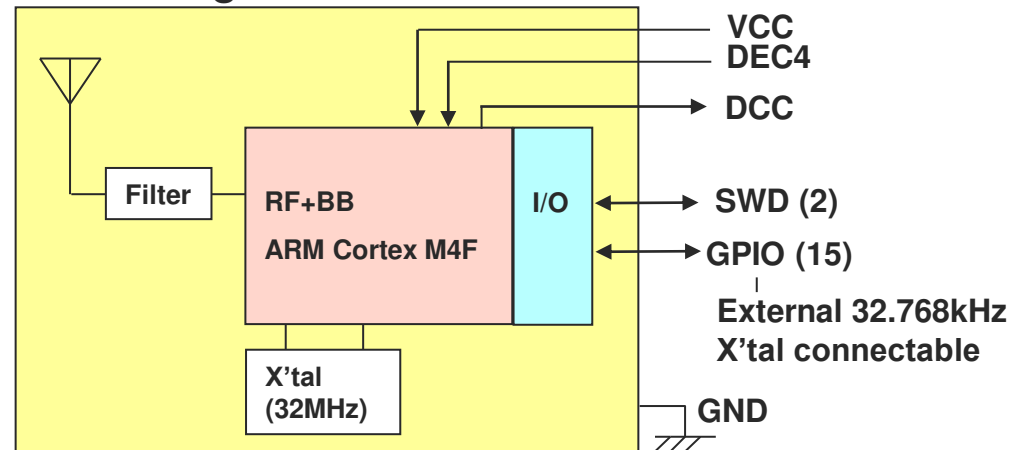 VCC
DEC4
DCC
Filter
RF+BB
ARM Cortex M4F
I/O
SWD (2)
GPIO (15)
External 32.768kHz
X'tal connectable
X'tal
(32MHz)
GND